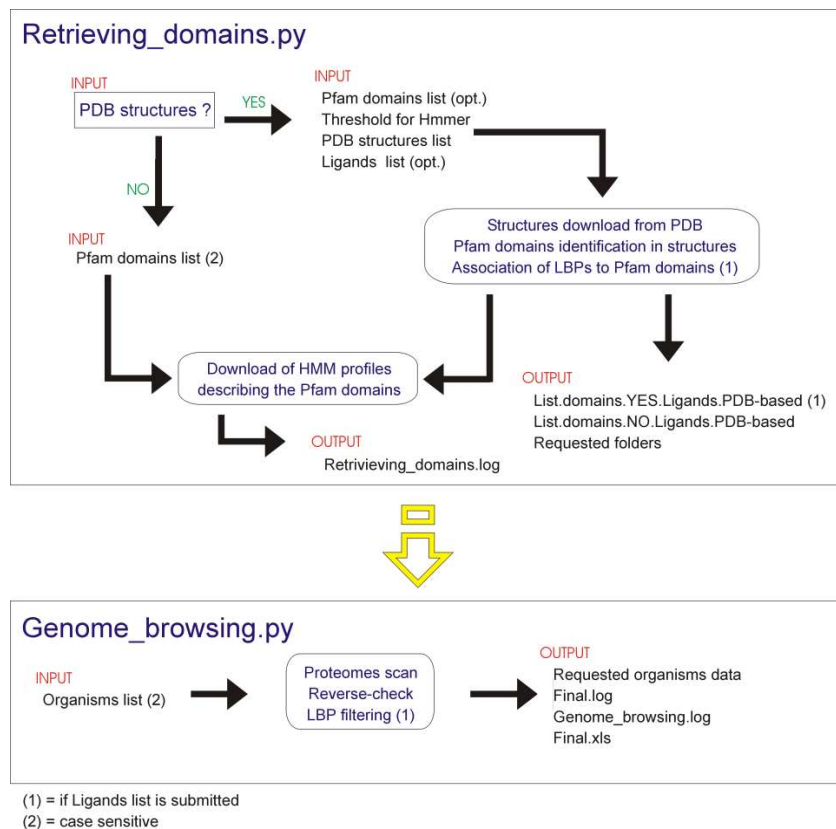 Retrieving_domains.py
INPUT
PDB structures ?
YES
NO
INPUT
Pfam domains list (opt.)
Threshold for Hmmer
PDB structures list
Ligands list (opt.)
INPUT
Pfam domains list (2)
Structures download from PDB
Pfam domains identification in structures
Association of LBPs to Pfam domains (1)
Download of HMM profiles
describing the Pfam domains
OUTPUT
List.domains.YES.Ligands.PDB-based (1)
List.domains.NO.Ligands.PDB-based
Requested folders
OUTPUT
Retrivieving_domains.log
Genome_browsing.py
INPUT
Organisms list (2)
Proteomes scan
Reverse-check
LBP filtering (1)
OUTPUT
Requested organisms data
Final.log
Genome_browsing.log
Final.xls
(1) = if Ligands list is submitted
(2) = case sensitive